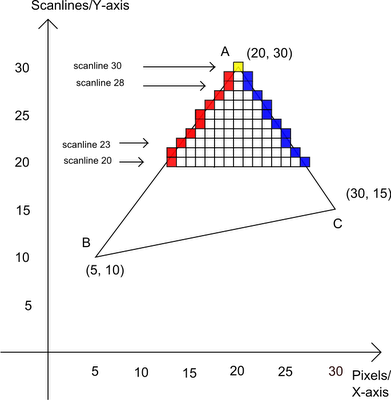 Scanlines/Y-axis
A
(20, 30)
scanline 30
30
scanline 28
25
scanline 23
scanline 20
20
(30, 15)
15
C
B
10
(5, 10)
5
5 10 15 20 25 30
Pixels/
X-axis